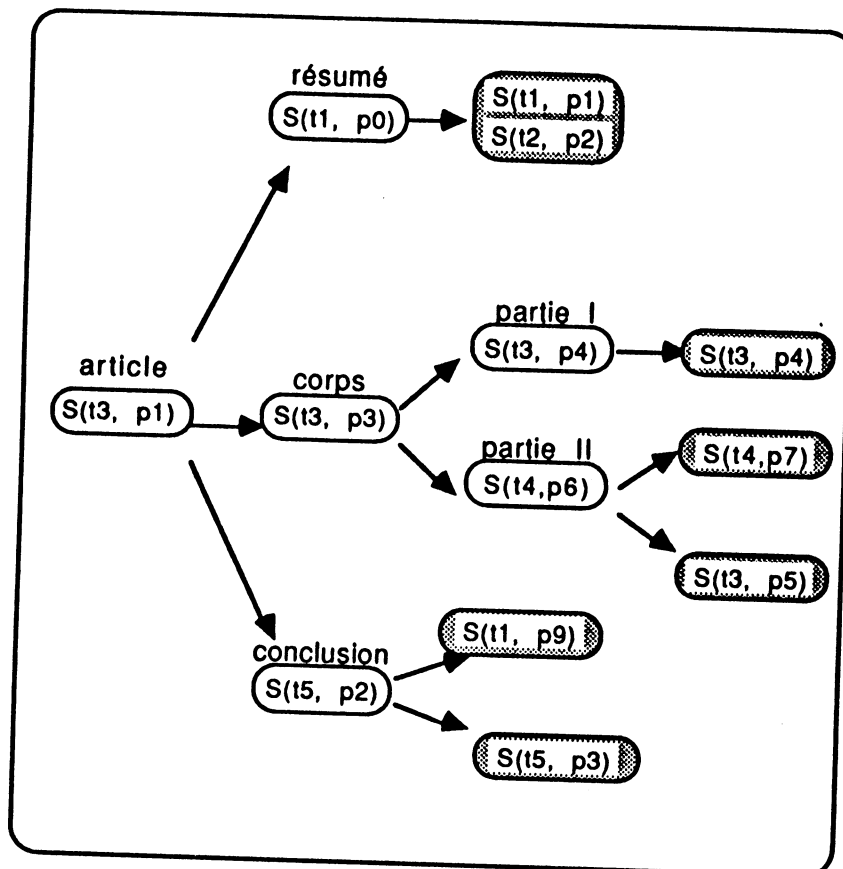 résumé
S(t1, p0)
S(t1, p1)
S(t2, p2)
partie I
S(t3, p4)
S(t3, p4)
article
S(t3, p1)
corps
S(t3, p3)
partie II
S(t4,p6)
S(t4,p7)
S(t3, p5)
conclusion
S(t5, p2)
S(t1, p9)
S(t5, p3)